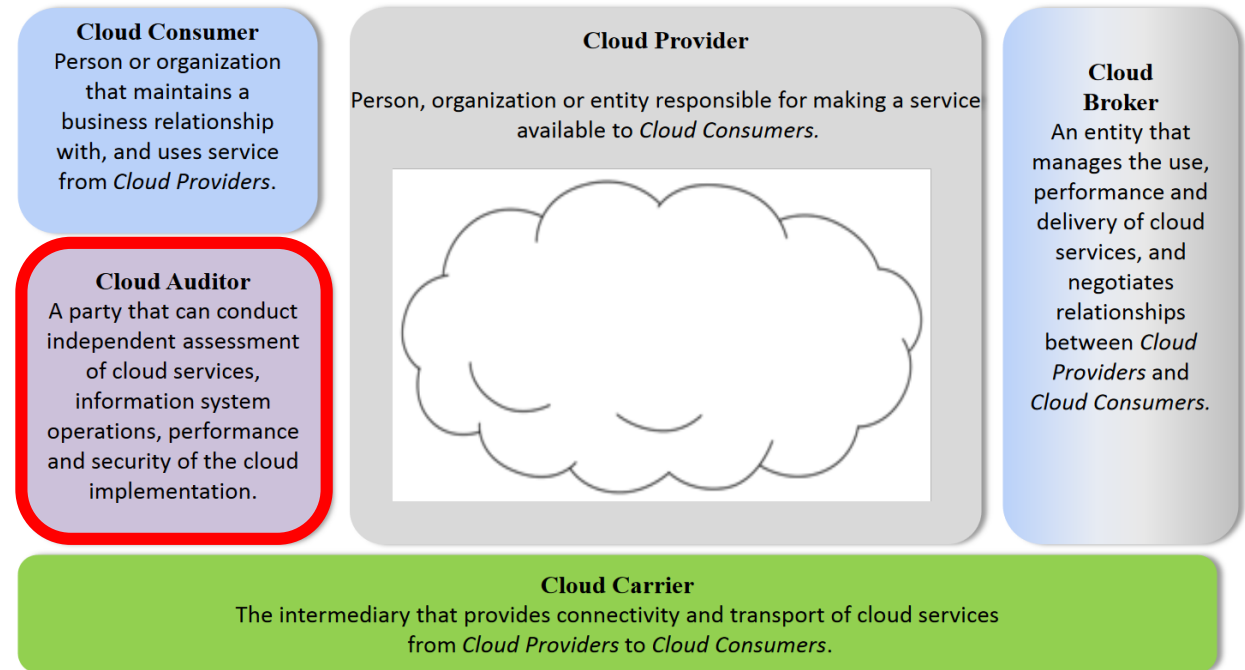 Cloud Consumer
Person or organization
that maintains a
business relationship
with, and uses service
from Cloud Providers.
Cloud Auditor
A party that can conduct
independent assessment
of cloud services,
information system
operations, performance
and security of the cloud
implementation.
Cloud Provider
Person, organization or entity responsible for making a service
available to Cloud Consumers.
Cloud
Broker
An entity that
manages the use,
performance and
delivery of cloud
services, and
negotiates
relationships
between Cloud
Providers and
Cloud Consumers.
Cloud Carrier
The intermediary that provides connectivity and transport of cloud services
from Cloud Providers to Cloud Consumers.